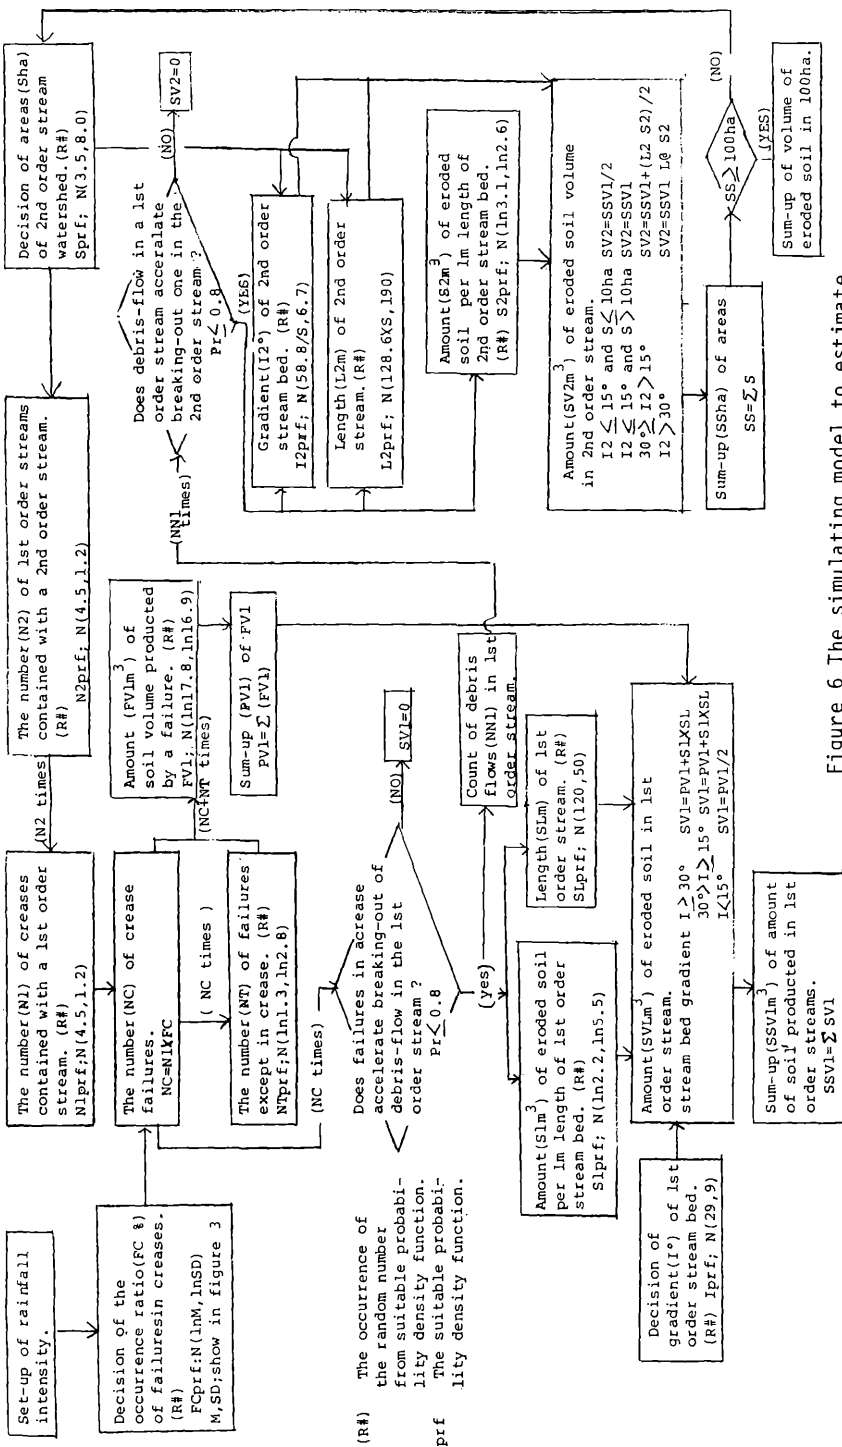 Set-up of rainfall
intensity.
Decision of the
occurrence ratio(FC %)
of failuresin creases.
(R#)
FCprf:N(lnM,lnSD)
M,SD;show in figure 3
(R#) The occurrence of
the random number
from suitable probabi-
lity density function.
prf The suitable probabi-
lity density function.
The number(N1) of creases
contained with a 1st order
stream. (R#)
N1prf;N(4.5,1.2)
(N2 times)
The number(NC) of crease
failures.
NC=N1XFC
( NC times )
The number(NT) of failures
except in crease. (R#)
NTprf;N(ln1.3,ln2.8)
(NC times)
(NC+NT times)
Does failures in acrease
accelerate breaking-out of
debris-flow in the 1st
order stream ?
Pr≤0.8
(NO)
SV1=0
(yes)
Amount(S1m³) of eroded soil
per 1m length of 1st order
stream bed. (R#)
S1prf; N(ln2.2,ln5.5)
Length(SLm) of 1st
order stream. (R#)
SLprf; N(120,50)
Decision of
gradient(I°) of 1st
order stream bed.
(R#) Iprf; N(29,9)
Amount(SVLm³) of eroded soil in 1st
order stream.
stream bed gradient I≥30° SV1=PV1+S1XSL
30°>I≥15° SV1=PV1+S1XSL
I<15° SV1=PV1/2
Sum-up(SSV1m³) of amount
of soil producted in 1st
order streams.
SSV1=∑SV1
The number(N2) of 1st order streams
contained with a 2nd order stream.
(R#)
N2prf; N(4.5,1.2)
Amount (FV1m³) of
soil volume producted
by a failure. (R#)
FV1; N(ln17.8,ln16.9)
Sum-up (PV1) of FV1
PV1=∑(FV1)
Count of debris
flows(NN1) in 1st
order stream.
(NN1
times)
Decision of areas(Sha)
of 2nd order stream
watershed.(R#)
Sprf; N(3.5,8.0)
Does debris-flow in a 1st
order stream acceralate
breaking-out one in the
2nd order stream ?
Pr≤0.8
(NO)
SV2=0
(YES)
Gradient(I2°) of 2nd order
stream bed. (R#)
I2prf; N(58.8/S,6.7)
Length(L2m) of 2nd order
stream.(R#)
L2prf; N(128.6XS,190)
Amount(S2m³) of eroded
soil per 1m length of
2nd order stream bed.
(R#) S2prf; N(ln3.1,ln2.6)
Amount(SV2m³) of eroded soil volume
in 2nd order stream.
I2≤15° and S≤10ha SV2=SSV1/2
I2≤15° and S>10ha SV2=SSV1
30°≥I2>15° SV2=SSV1+(L2 S2)/2
I2>30° SV2=SSV1 L@ S2
Sum-up(SSha) of areas
SS=∑S
SS≥100ha
(NO)
(YES)
Sum-up of volume of
eroded soil in 100ha.
Figure 6 The simulating model to estimate